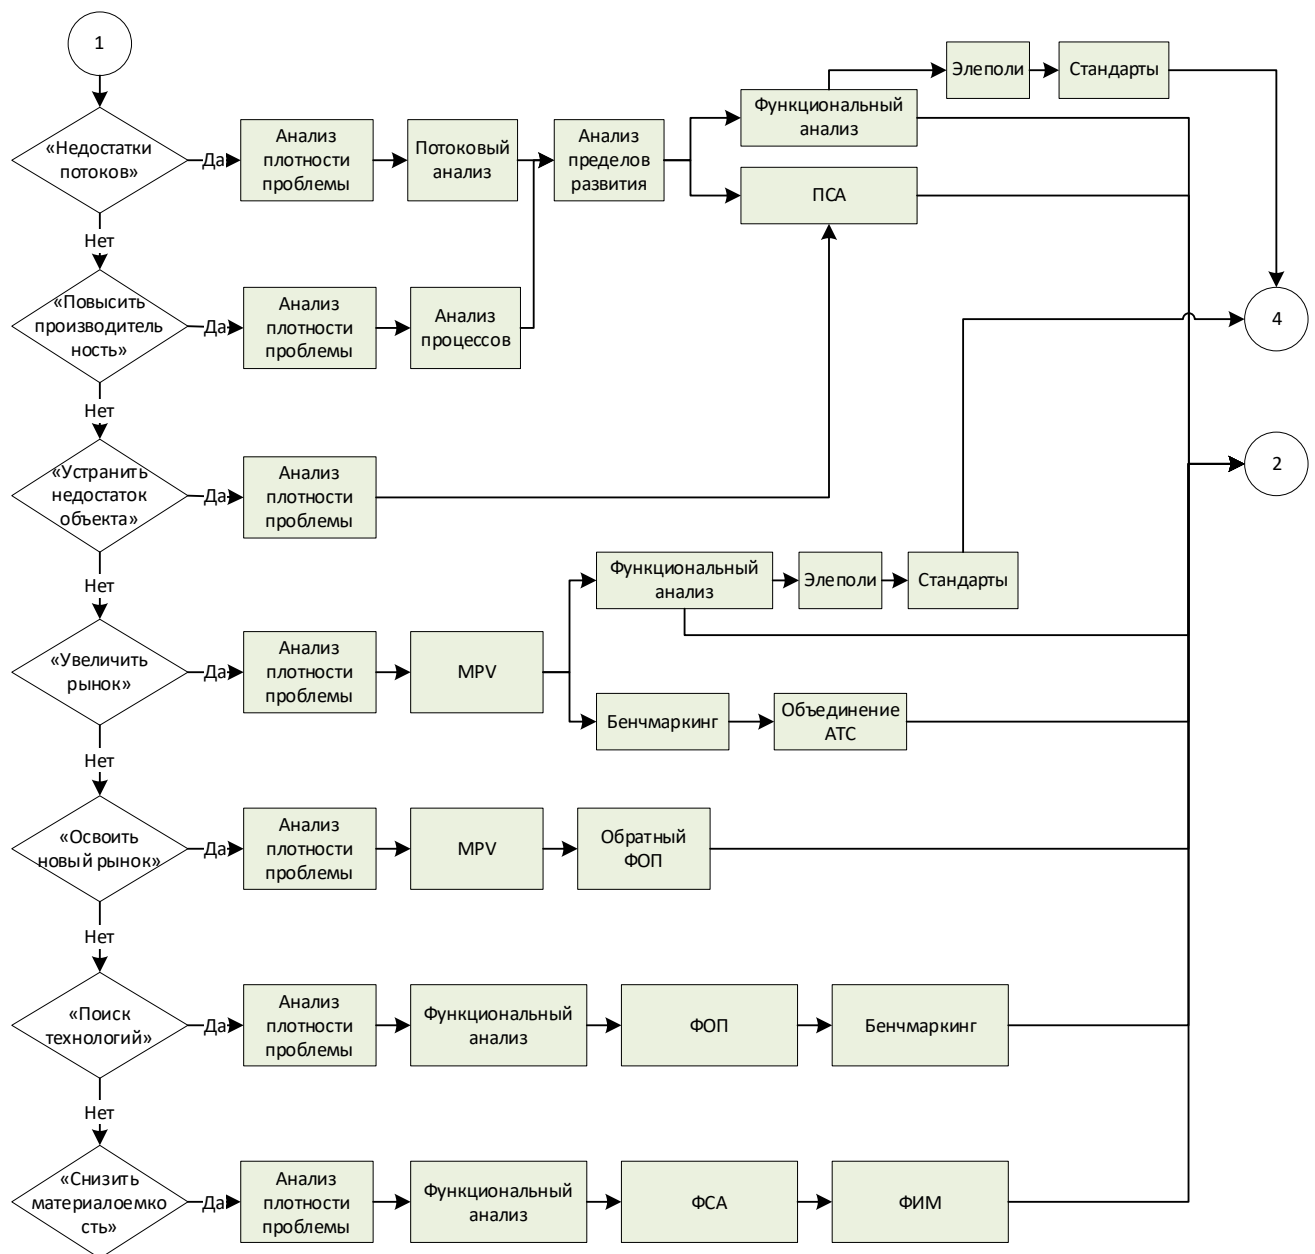 1
Элеполи
Стандарты
«Недостатки
потоков»
Да
Анализ
плотности
проблемы
Потоковый
анализ
Анализ
пределов
развития
Функциональный
анализ
ПСА
Нет
«Повысить
производитель
ность»
Да
Анализ
плотности
проблемы
Анализ
процессов
4
Нет
«Устранить
недостаток
объекта»
Да
Анализ
плотности
проблемы
2
Нет
«Увеличить
рынок»
Да
Анализ
плотности
проблемы
MPV
Функциональный
анализ
Элеполи
Стандарты
Бенчмаркинг
Объединение
АТС
Нет
«Освоить
новый рынок»
Да
Анализ
плотности
проблемы
MPV
Обратный
ФОП
Нет
«Поиск
технологий»
Да
Анализ
плотности
проблемы
Функциональный
анализ
ФОП
Бенчмаркинг
Нет
«Снизить
материалоемко
сть»
Да
Анализ
плотности
проблемы
Функциональный
анализ
ФСА
ФИМ